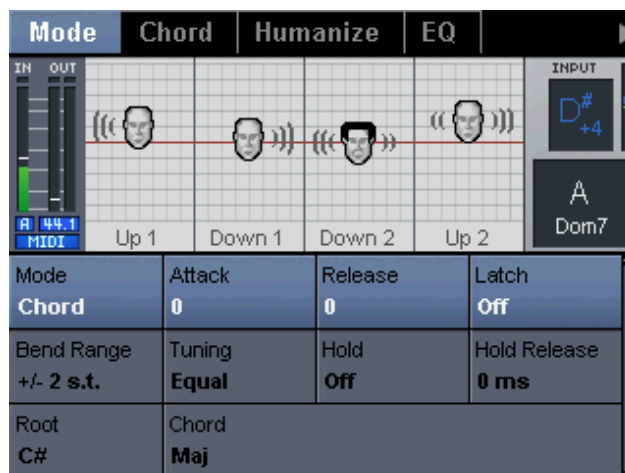 Mode Chord Humanize EQ
IN OUT INPUT
D# +4
A 44.1
MIDI
Up 1 Down 1 Down 2 Up 2
A
Dom7
Mode Attack Release Latch
Chord 0 0 Off
Bend Range Tuning Hold Hold Release
+/- 2 s.t. Equal Off 0 ms
Root Chord
C# Maj